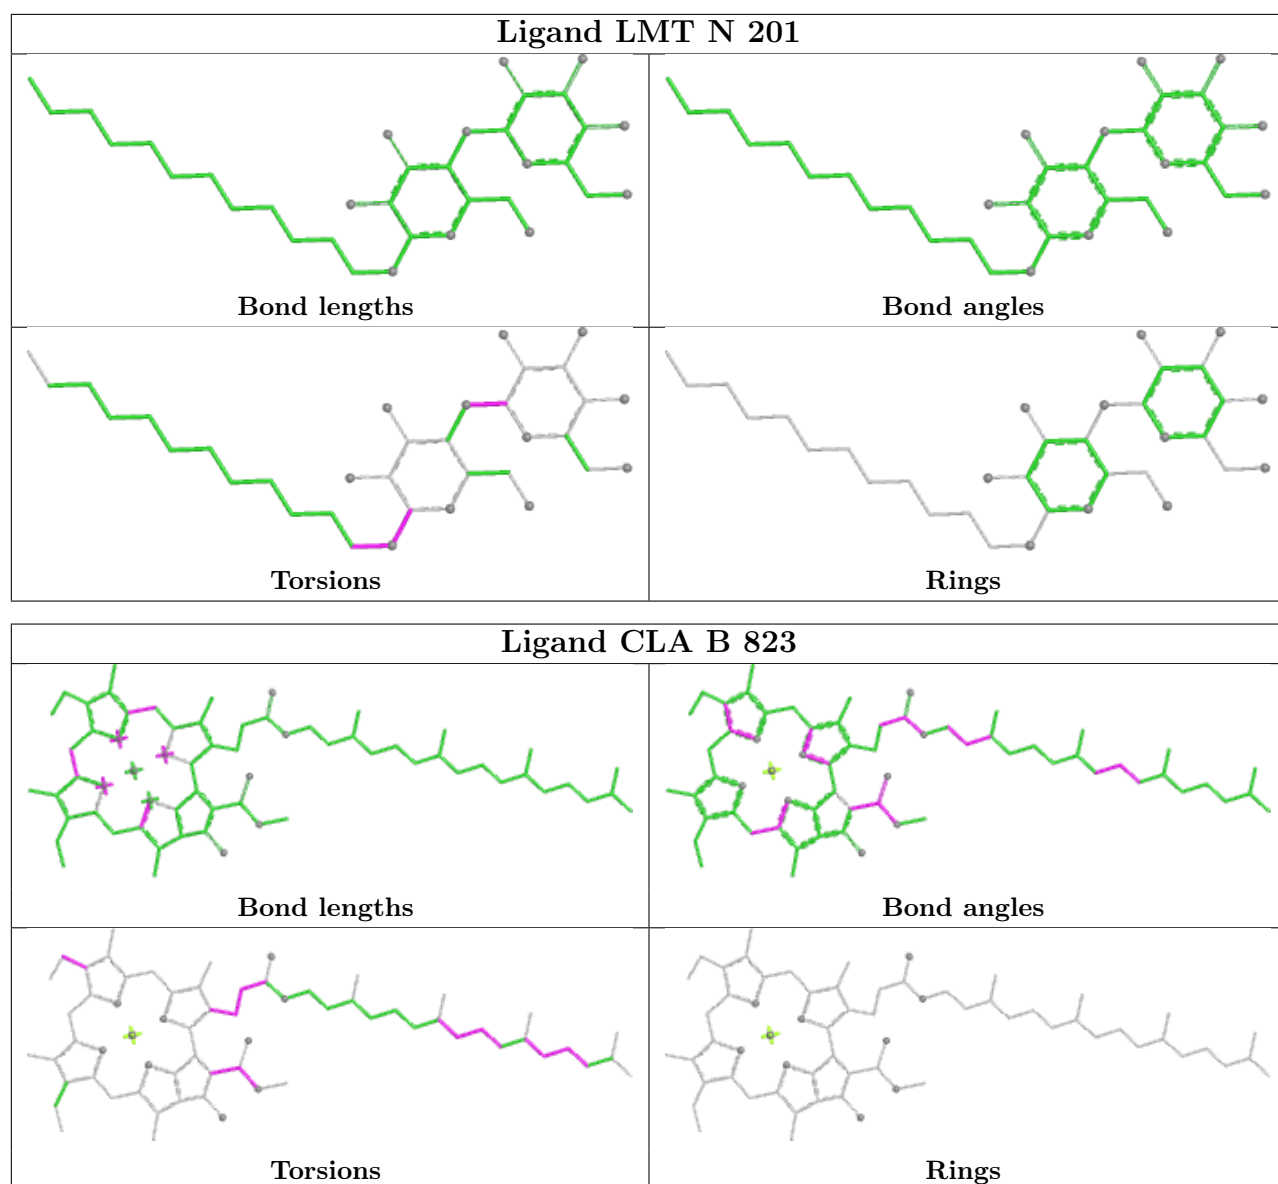 Ligand LMT N 201
Bond lengths
Bond angles
Torsions
Rings
Ligand CLA B 823
Bond lengths
Bond angles
Torsions
Rings